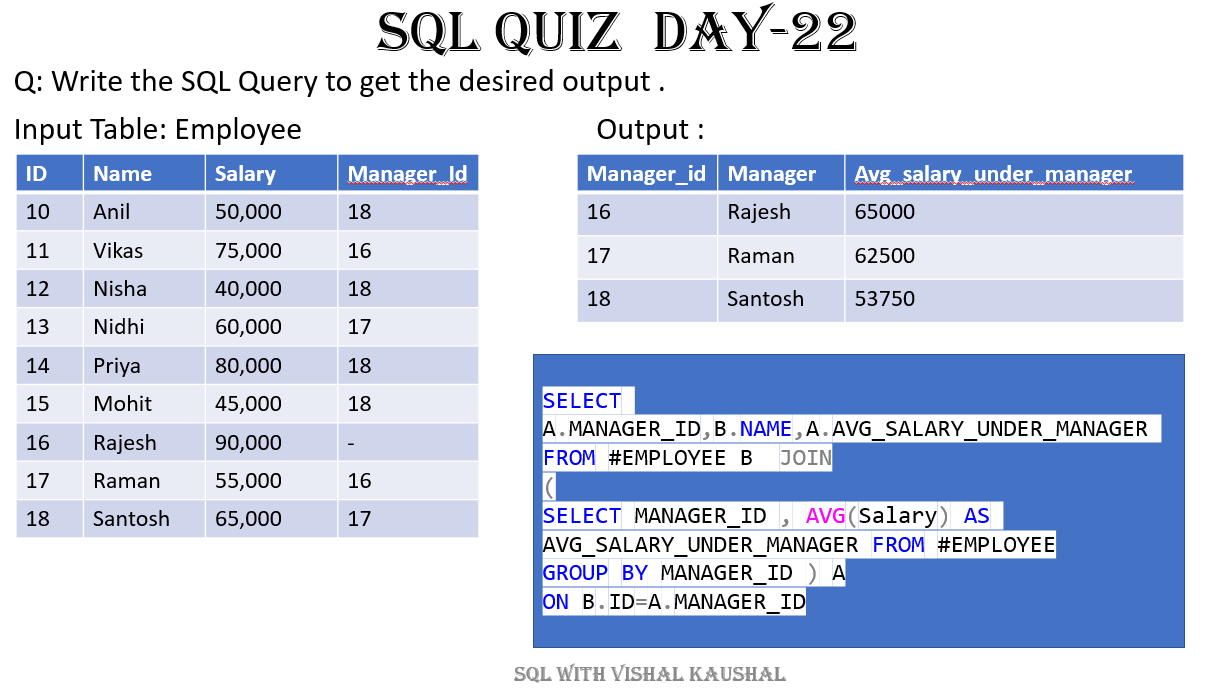 SQL QUIZ DAY-22
Q: Write the SQL Query to get the desired output .
Input Table: Employee
ID Name Salary Manager_Id
10 Anil 50,000 18
11 Vikas 75,000 16
12 Nisha 40,000 18
13 Nidhi 60,000 17
14 Priya 80,000 18
15 Mohit 45,000 18
16 Rajesh 90,000 -
17 Raman 55,000 16
18 Santosh 65,000 17
Output :
Manager_id Manager Avg_salary_under_manager
16 Rajesh 65000
17 Raman 62500
18 Santosh 53750
SELECT
A.MANAGER_ID,B.NAME,A.AVG_SALARY_UNDER_MANAGER
FROM #EMPLOYEE B JOIN
(
SELECT MANAGER_ID , AVG(Salary) AS
AVG_SALARY_UNDER_MANAGER FROM #EMPLOYEE
GROUP BY MANAGER_ID ) A
ON B.ID=A.MANAGER_ID
SQL WITH VISHAL KAUSHAL